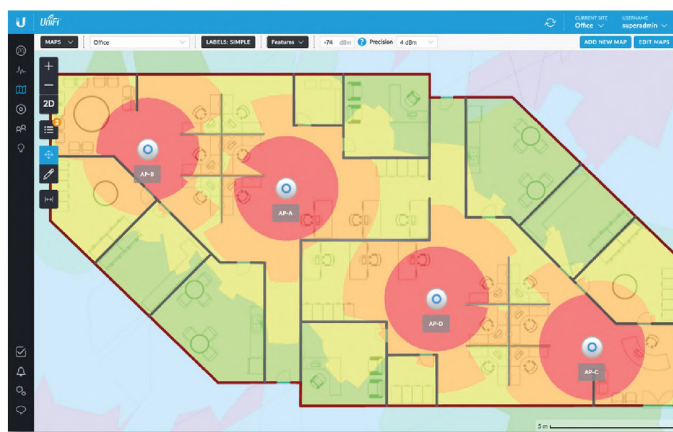 UniFi
CURRENT SITE
Office
USERNAME
superadmin
MAPS
Office
LABELS: SIMPLE
Features
-74 dBm
? Precision
4 dBm
ADD NEW MAP
EDIT MAPS
+
−
2D
AP-B
AP-A
AP-D
AP-C
5 m